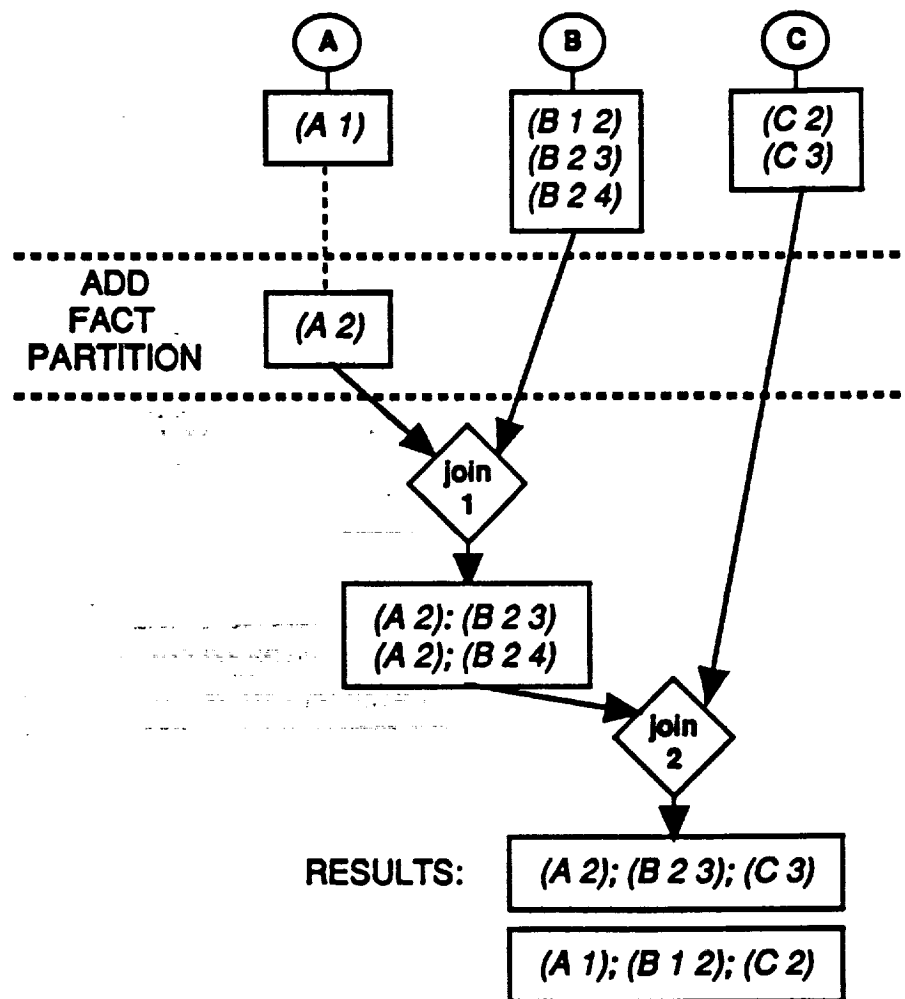 A
B
C
(A 1)
(B 1 2)
(B 2 3)
(B 2 4)
(C 2)
(C 3)
ADD
FACT
PARTITION
(A 2)
join
1
(A 2): (B 2 3)
(A 2); (B 2 4)
join
2
RESULTS:
(A 2); (B 2 3); (C 3)
(A 1); (B 1 2); (C 2)